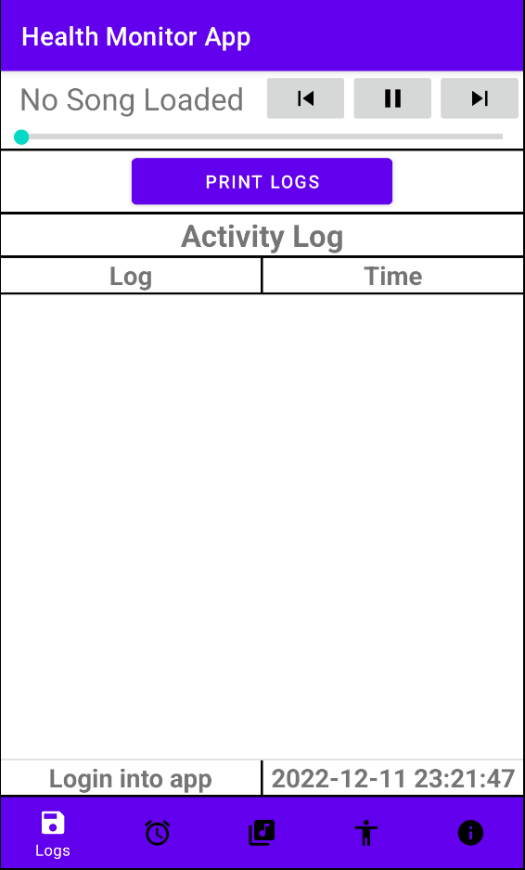 Health Monitor App
No Song Loaded
PRINT LOGS
Activity Log
Log Time
Login into app 2022-12-11 23:21:47
Logs